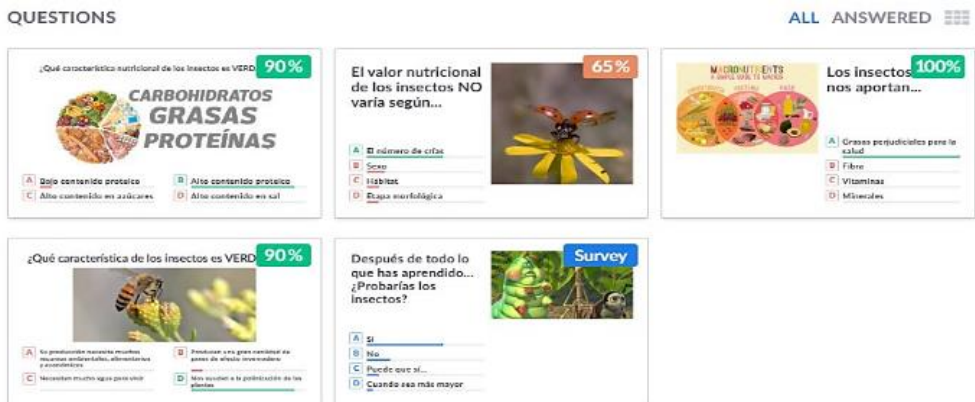 QUESTIONS
ALL ANSWERED
¿Qué característica nutricional de los insectos es VERD
90%
CARBOHIDRATOS
GRASAS
PROTEÍNAS
A Bajo contenido proteico
B Alto contenido proteico
C Alto contenido en azúcares
D Alto contenido en sal
El valor nutricional
de los insectos NO
varía según...
65%
A El número de crías
B Sexo
C Hábitat
D Etapa morfológica
MACRONUTRIENTS
A SIMPLE GUIDE TO MACROS
Los insectos
nos aportan...
100%
A Grasas perjudiciales para la
salud
B Fibra
C Vitaminas
D Minerales
¿Qué característica de los insectos es VERD
90%
A Su producción necesita muchos
recursos ambientales, alimentarios
y económicos
B Producen una gran cantidad de
gases de efecto invernadero
C Necesitan mucho agua para vivir
D Nos ayudan a la polinización de las
plantas
Después de todo lo
que has aprendido...
¿Probarías los
insectos?
Survey
A Sí
B No
C Puede que sí...
D Cuando sea más mayor